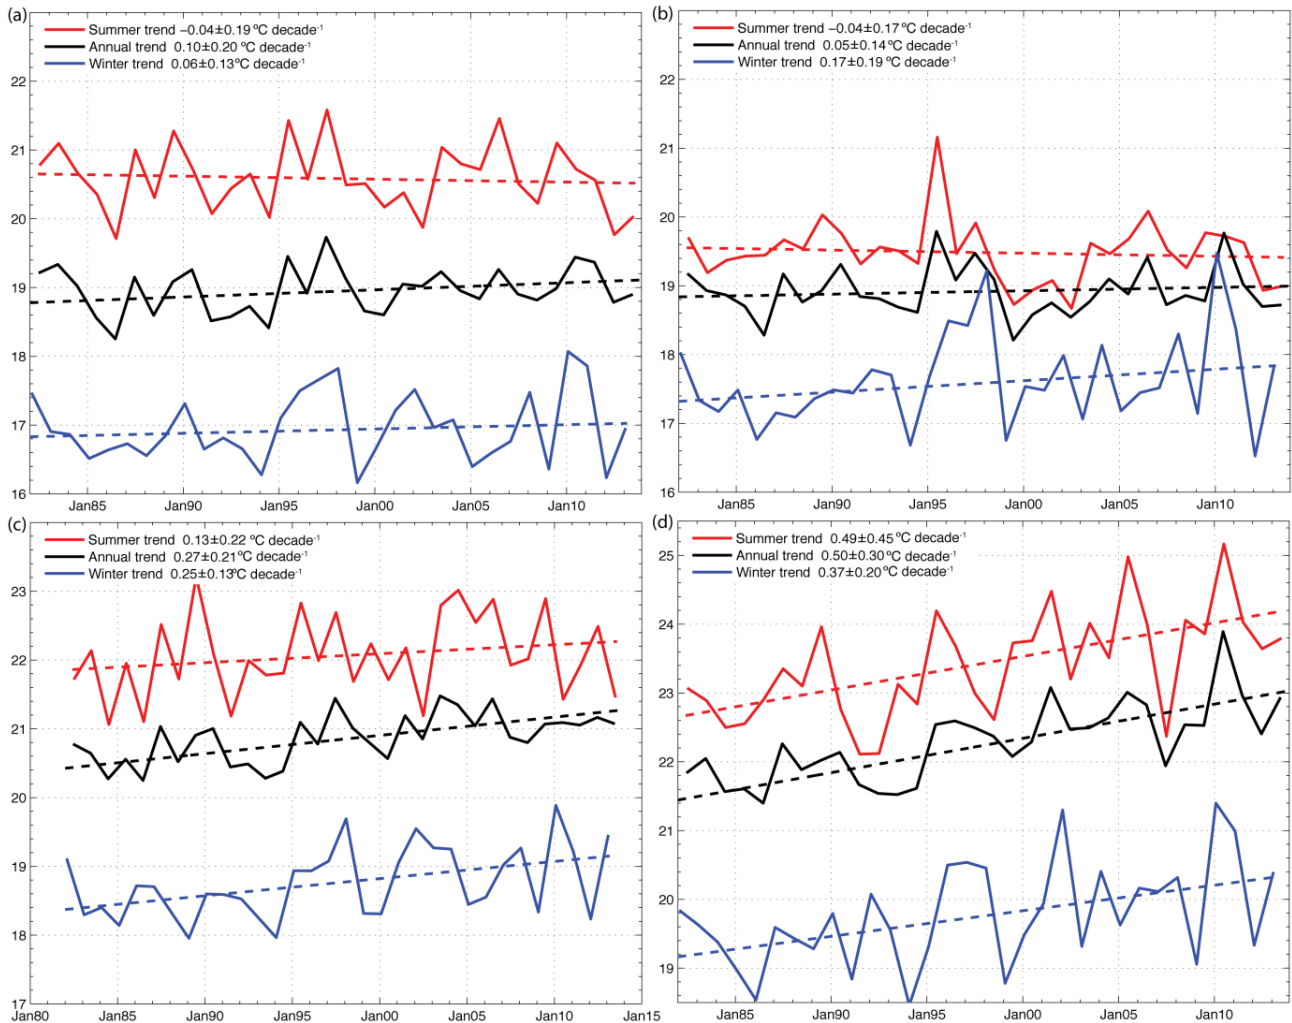 (a)
Summer trend −0.04±0.19 ºC decade⁻¹
Annual trend 0.10±0.20 ºC decade⁻¹
Winter trend 0.06±0.13ºC decade⁻¹
23
22
21
20
19
18
17
16
Jan85 Jan90 Jan95 Jan00 Jan05 Jan10
(b)
Summer trend −0.04±0.17ºC decade⁻¹
Annual trend 0.05±0.14ºC decade⁻¹
Winter trend 0.17±0.19 ºC decade⁻¹
22
21
20
19
18
17
16
Jan85 Jan90 Jan95 Jan00 Jan05 Jan10
(c)
Summer trend 0.13±0.22 ºC decade⁻¹
Annual trend 0.27±0.21ºC decade⁻¹
Winter trend 0.25±0.13ºC decade⁻¹
23
22
21
20
19
18
17
Jan80 Jan85 Jan90 Jan95 Jan00 Jan05 Jan10 Jan15
(d)
Summer trend 0.49±0.45ºC decade⁻¹
Annual trend 0.50±0.30ºC decade⁻¹
Winter trend 0.37±0.20ºC decade⁻¹
25
24
23
22
21
20
19
Jan85 Jan90 Jan95 Jan00 Jan05 Jan10